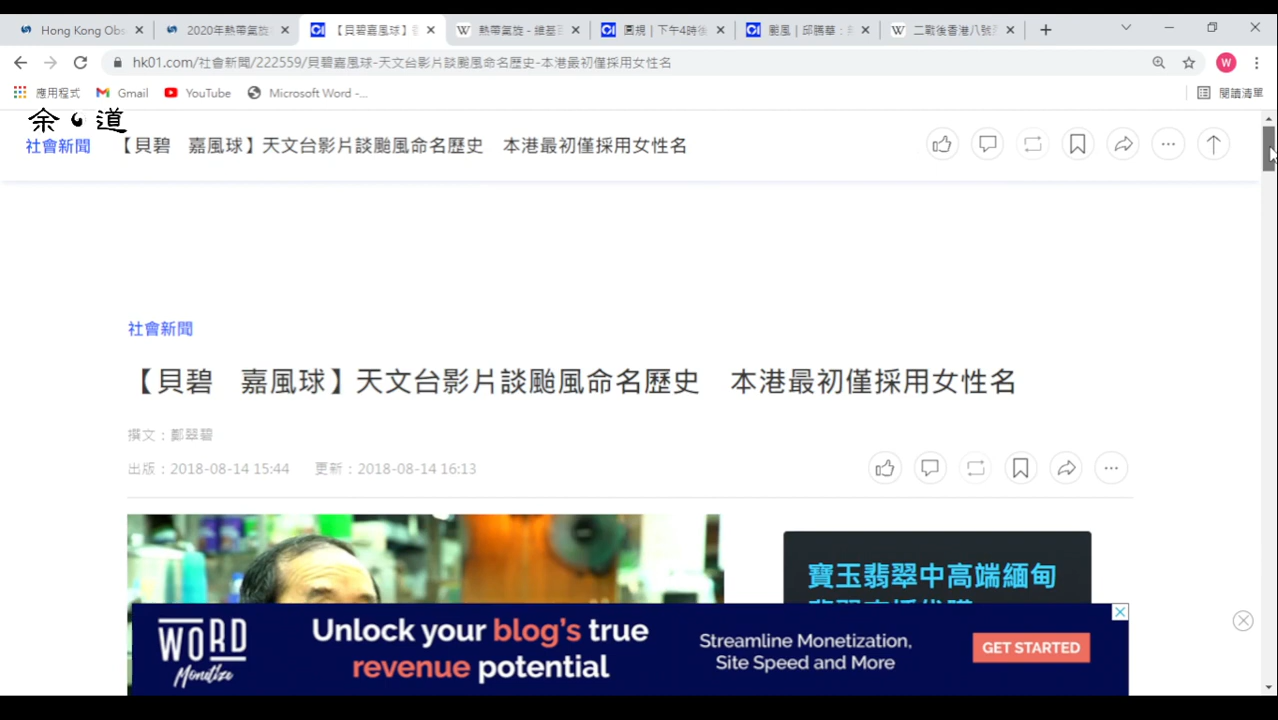 Hong Kong Obs
2020年熱帶氣旋
【貝碧嘉風球】
熱帶氣旋 - 維基
圓規 | 下午4時後
颱風 | 邱騰華：
二戰後香港八號
hk01.com/社會新聞/222559/貝碧嘉風球-天文台影片談颱風命名歷史-本港最初僅採用女性名
W
應用程式
Gmail
YouTube
Microsoft Word -...
閱讀清單
余 道
社會新聞
【貝碧 嘉風球】天文台影片談颱風命名歷史 本港最初僅採用女性名
社會新聞
【貝碧 嘉風球】天文台影片談颱風命名歷史 本港最初僅採用女性名
撰文：鄭翠碧
出版：2018-08-14 15:44 更新：2018-08-14 16:13
寶玉翡翠中高端緬甸
WORD
Monetize
Unlock your blog's true
revenue potential
Streamline Monetization,
Site Speed and More
GET STARTED